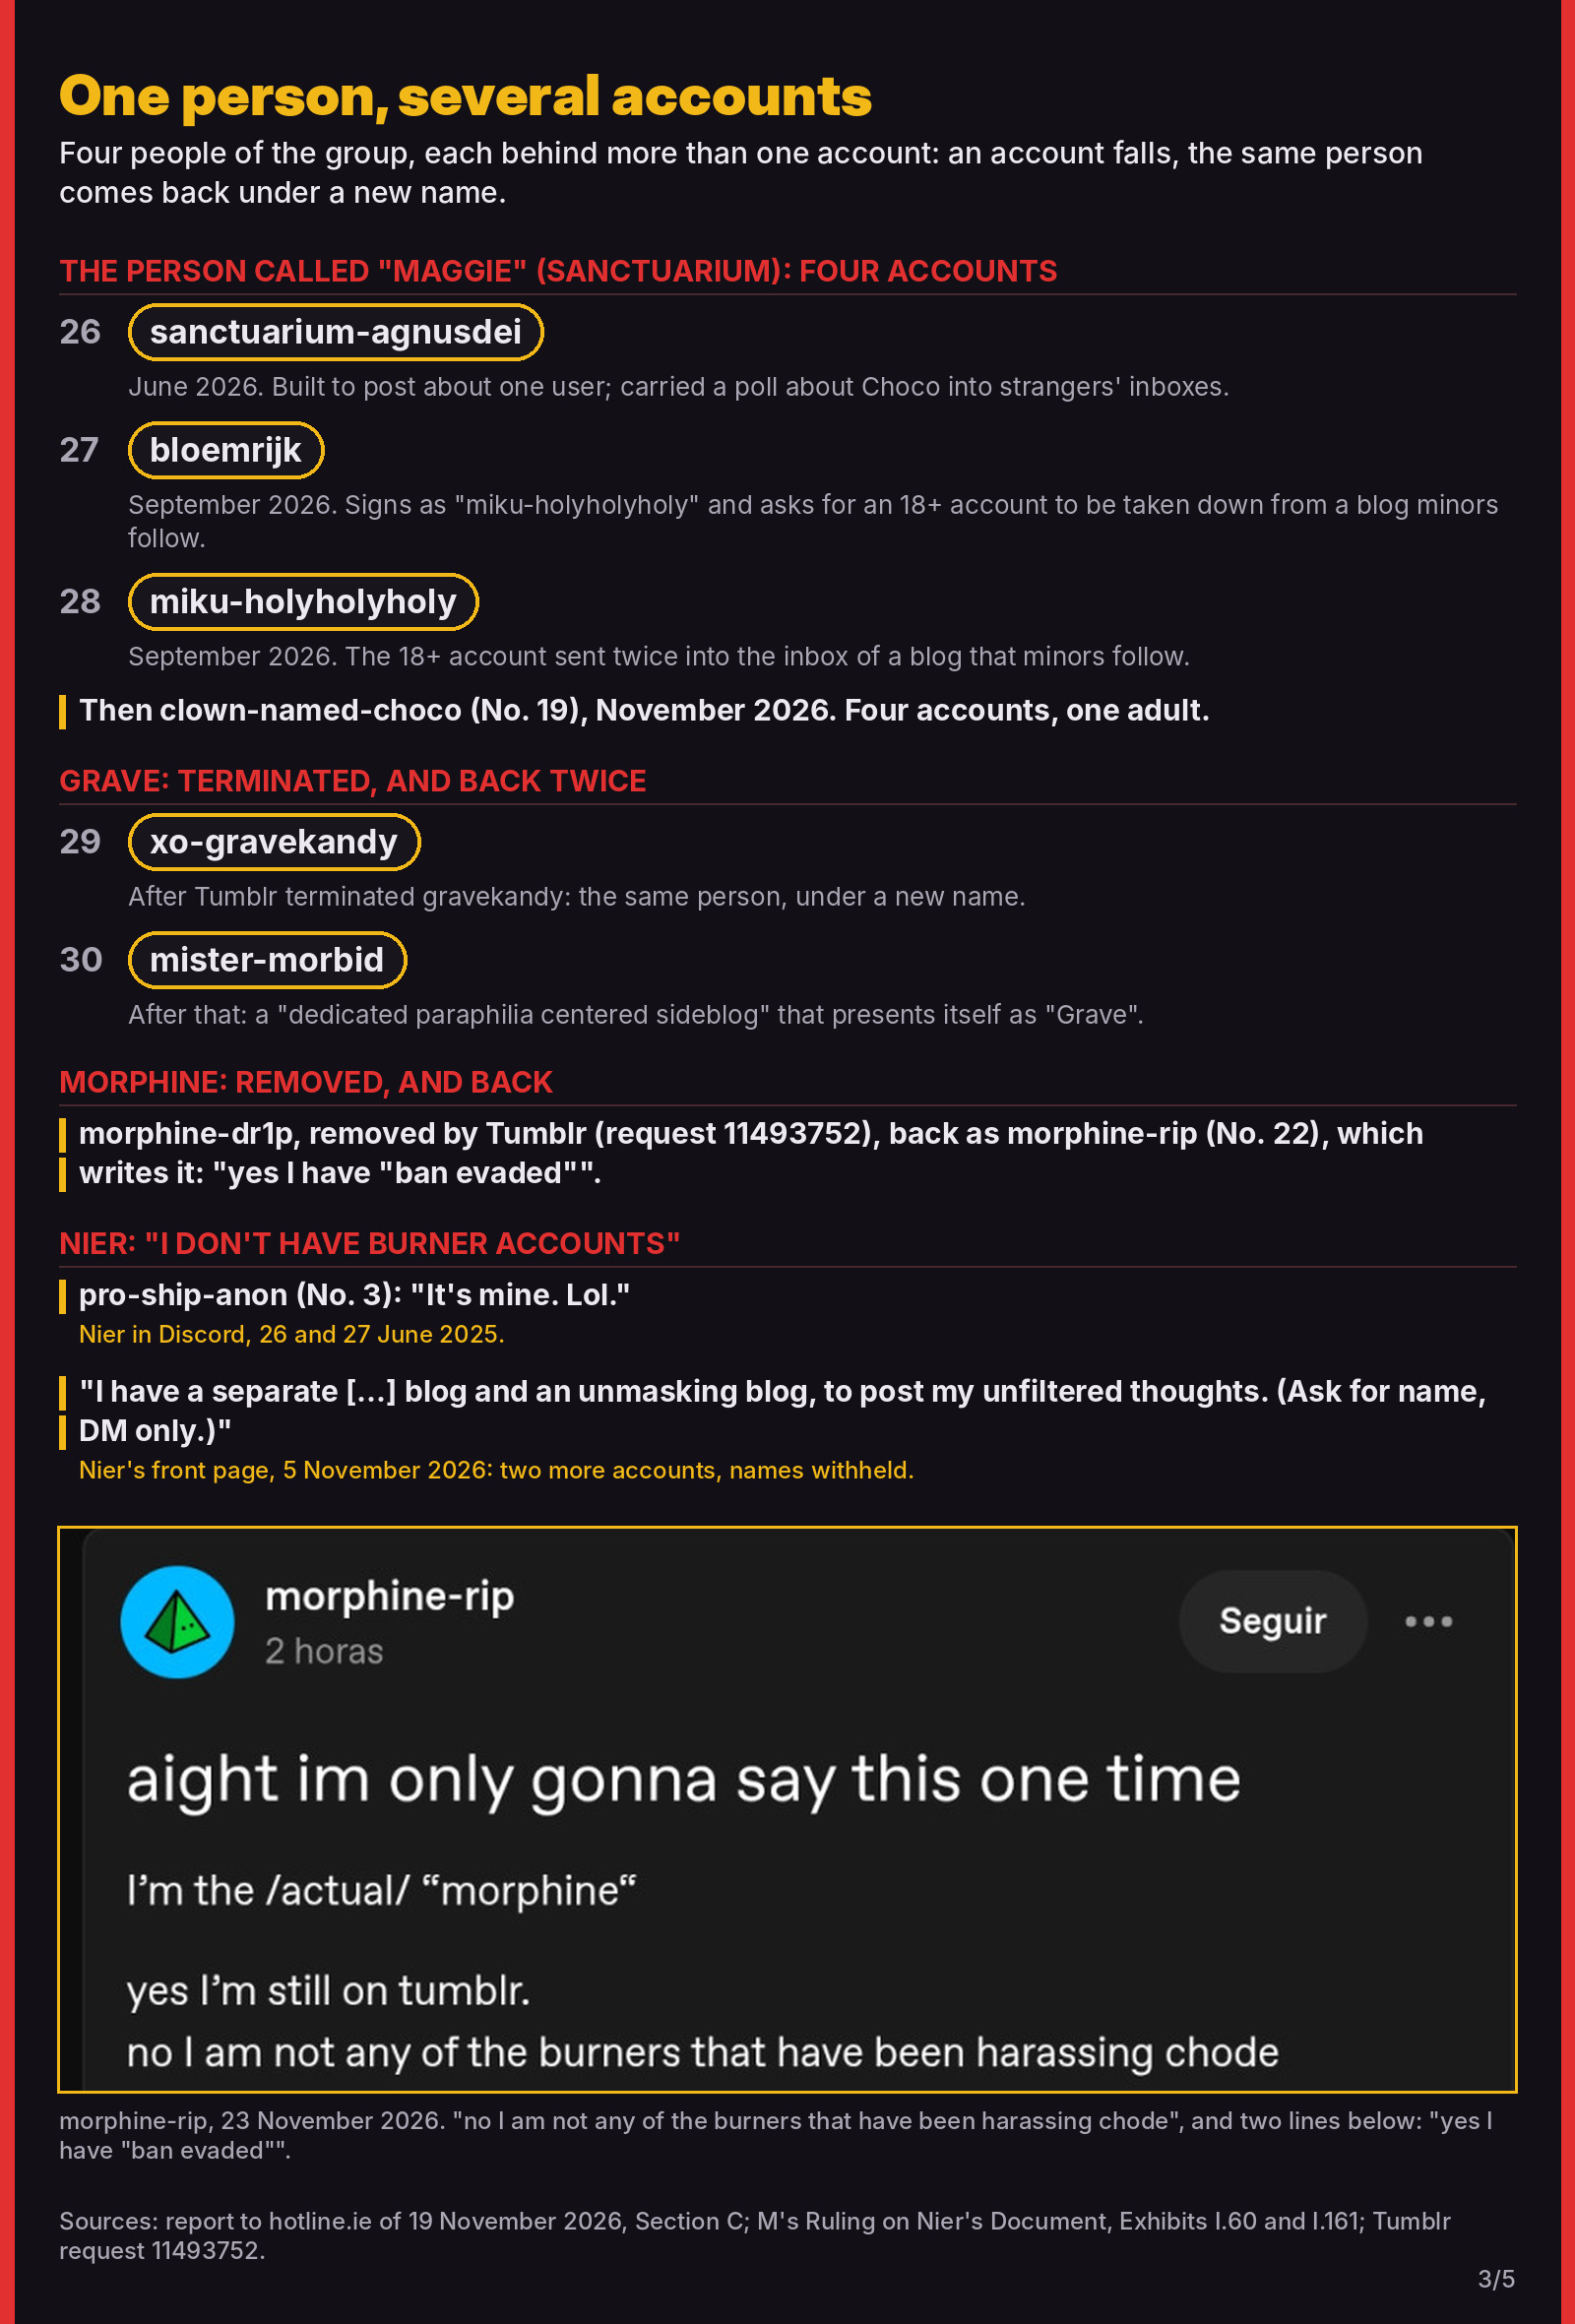 One person, several accounts
Four people of the group, each behind more than one account: an account falls, the same person
comes back under a new name.
THE PERSON CALLED "MAGGIE" (SANCTUARIUM): FOUR ACCOUNTS
26 sanctuarium-agnusdei
June 2026. Built to post about one user; carried a poll about Choco into strangers' inboxes.
27 bloemrijk
September 2026. Signs as "miku-holyholyholy" and asks for an 18+ account to be taken down from a blog minors
follow.
28 miku-holyholyholy
September 2026. The 18+ account sent twice into the inbox of a blog that minors follow.
Then clown-named-choco (No. 19), November 2026. Four accounts, one adult.
GRAVE: TERMINATED, AND BACK TWICE
29 xo-gravekandy
After Tumblr terminated gravekandy: the same person, under a new name.
30 mister-morbid
After that: a "dedicated paraphilia centered sideblog" that presents itself as "Grave".
MORPHINE: REMOVED, AND BACK
morphine-dr1p, removed by Tumblr (request 11493752), back as morphine-rip (No. 22), which
writes it: "yes I have "ban evaded"".
NIER: "I DON'T HAVE BURNER ACCOUNTS"
pro-ship-anon (No. 3): "It's mine. Lol."
Nier in Discord, 26 and 27 June 2025.
"I have a separate [...] blog and an unmasking blog, to post my unfiltered thoughts. (Ask for name,
DM only.)"
Nier's front page, 5 November 2026: two more accounts, names withheld.
morphine-rip
Seguir
2 horas
aight im only gonna say this one time
I’m the /actual/ “morphine“
yes I’m still on tumblr.
no I am not any of the burners that have been harassing chode
morphine-rip, 23 November 2026. "no I am not any of the burners that have been harassing chode", and two lines below: "yes I
have "ban evaded"".
Sources: report to hotline.ie of 19 November 2026, Section C; M's Ruling on Nier's Document, Exhibits I.60 and I.161; Tumblr
request 11493752.
3/5